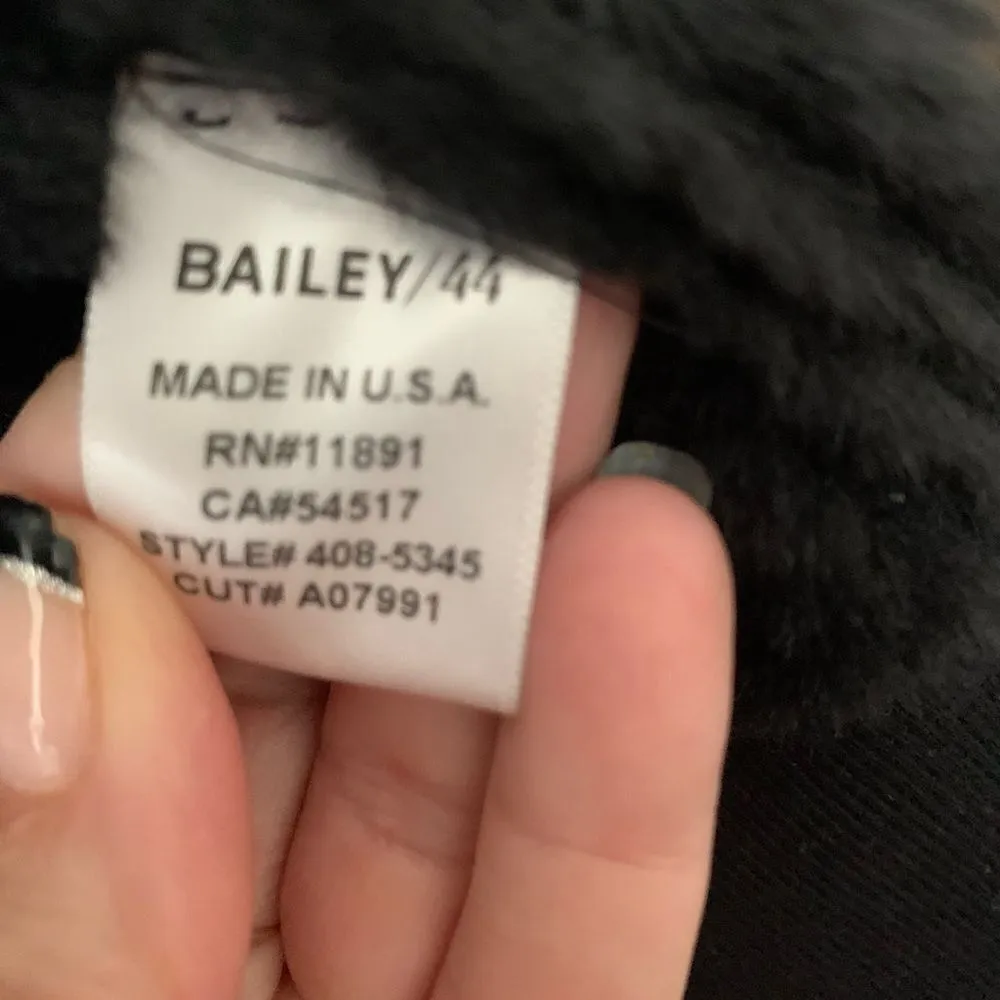 BAILEY/44
MADE IN U.S.A.
RN#11891
CA#54517
STYLE# 408-5345
CUT# A07991